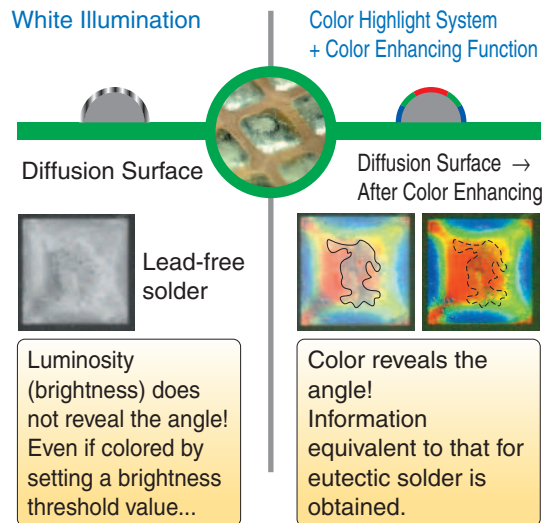 White Illumination
Diffusion Surface
Lead-free
solder
Luminosity
(brightness) does
not reveal the angle!
Even if colored by
setting a brightness
threshold value...
Color Highlight System
+ Color Enhancing Function
Diffusion Surface →
After Color Enhancing
Color reveals the
angle!
Information
equivalent to that for
eutectic solder is
obtained.